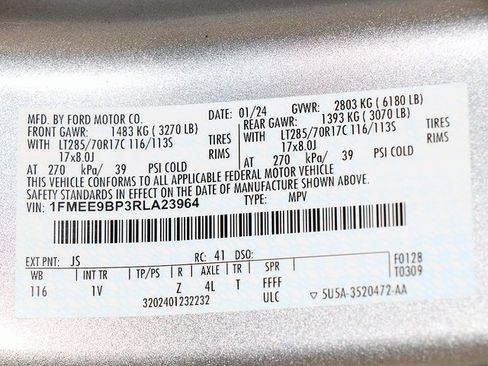 MFD. BY FORD MOTOR CO. DATE: 01/24 GVWR: 2803 KG ( 6180 LB)
FRONT GAWR: 1483 KG ( 3270 LB) REAR GAWR: 1393 KG ( 3070 LB)
WITH LT285/70R17C 116/113S TIRES WITH LT285/70R17C 116/113S TIRES
17x8.0J RIMS 17x8.0J RIMS
AT 270 kPa/ 39 PSI COLD AT 270 kPa/ 39 PSI COLD
THIS VEHICLE CONFORMS TO ALL APPLICABLE FEDERAL MOTOR VEHICLE
SAFETY STANDARDS IN EFFECT ON THE DATE OF MANUFACTURE SHOWN ABOVE.
VIN: 1FMEE9BP3RLA23964 TYPE: MPV
EXT PNT: JS RC: 41 DSO: F0128
WB INT TR TP/PS R AXLE TR SPR T0309
116 1V Z 4L T FFFF
3202401232232 ULC ▽ 5U5A-3520472-AA